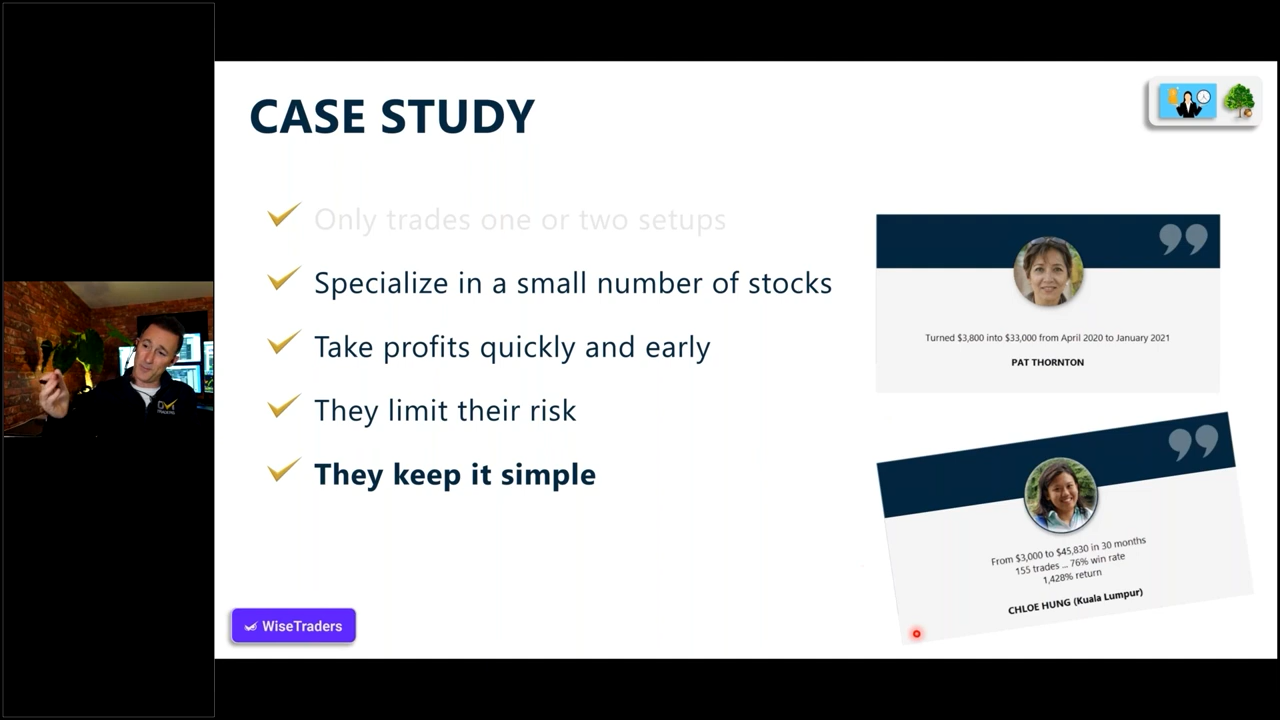 CASE STUDY
Only trades one or two setups
Specialize in a small number of stocks
Take profits quickly and early
They limit their risk
They keep it simple
Turned $3,800 into $33,000 from April 2020 to January 2021
PAT THORNTON
From $3,000 to $45,830 in 30 months
155 trades ... 76% win rate
1,428% return
CHLOE HUNG (Kuala Lumpur)
WiseTraders